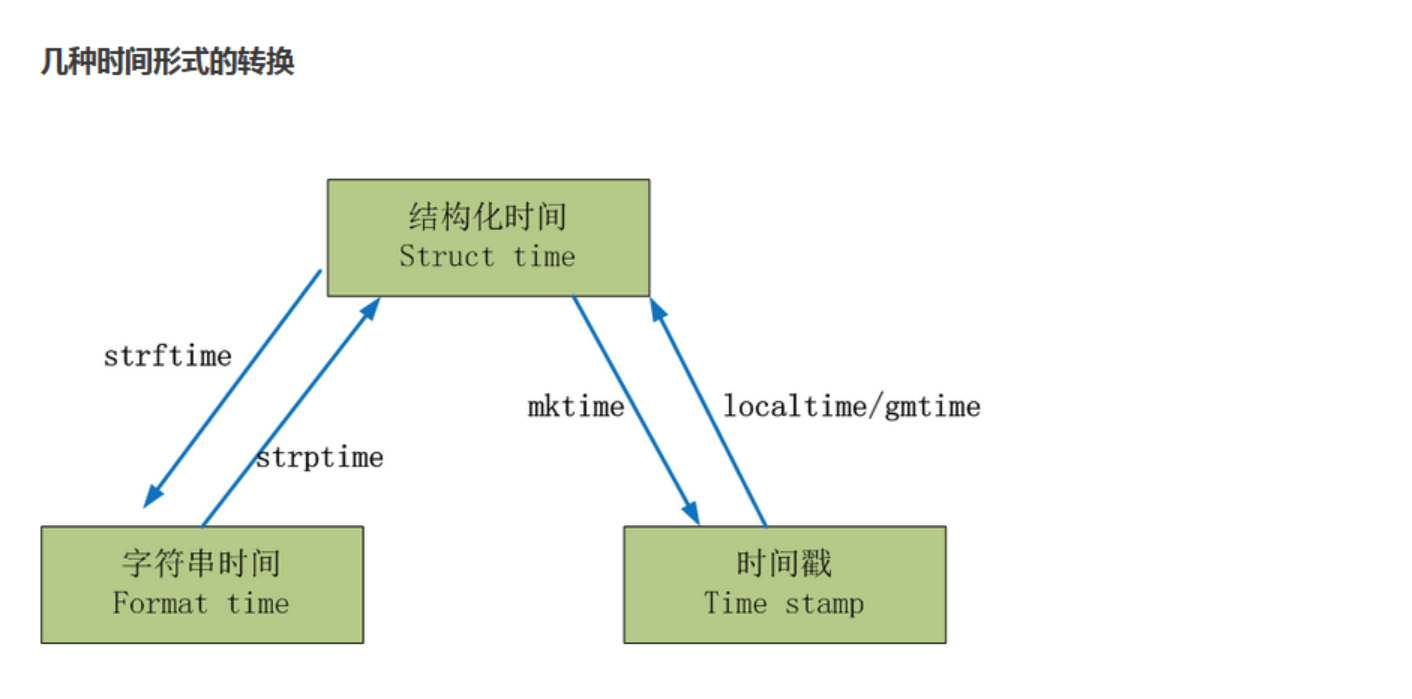 几种时间形式的转换
结构化时间
Struct time
strftime
mktime
localtime/gmtime
strptime
字符串时间
Format time
时间戳
Time stamp